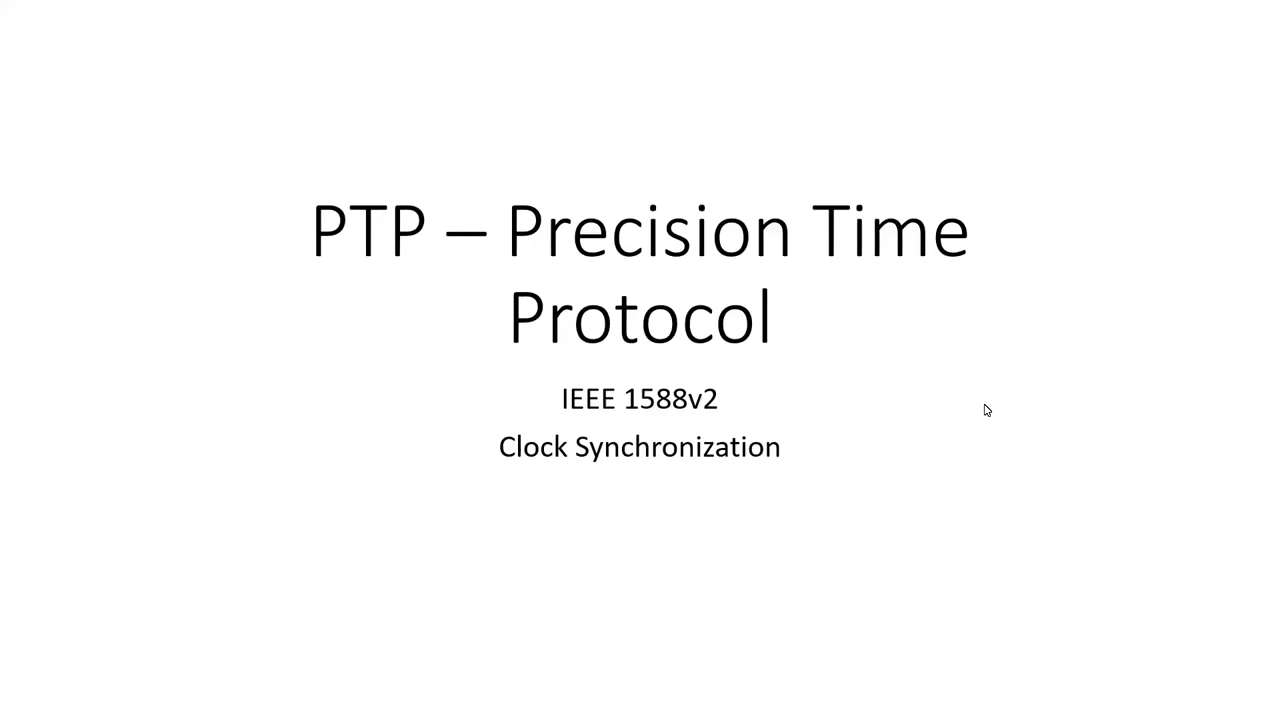 PTP – Precision Time
Protocol
IEEE 1588v2
Clock Synchronization